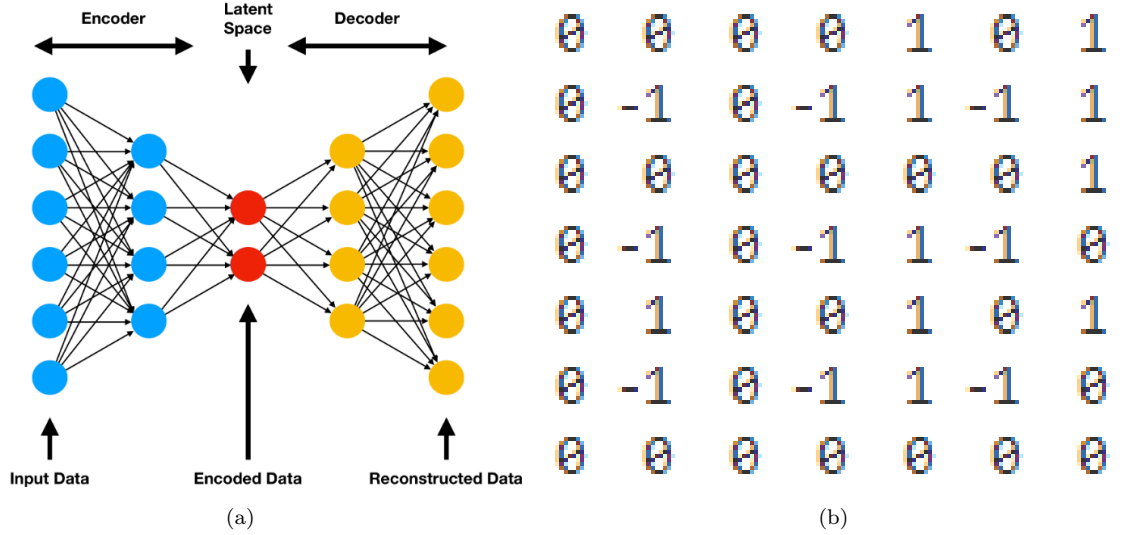 Encoder
Latent
Space
Decoder
Input Data
Encoded Data
Reconstructed Data
(a)
0 0 0 0 1 0 1
0 -1 0 -1 1 -1 1
0 0 0 0 0 0 1
0 -1 0 -1 1 -1 0
0 1 0 0 1 0 1
0 -1 0 -1 1 -1 0
0 0 0 0 0 0 0
(b)